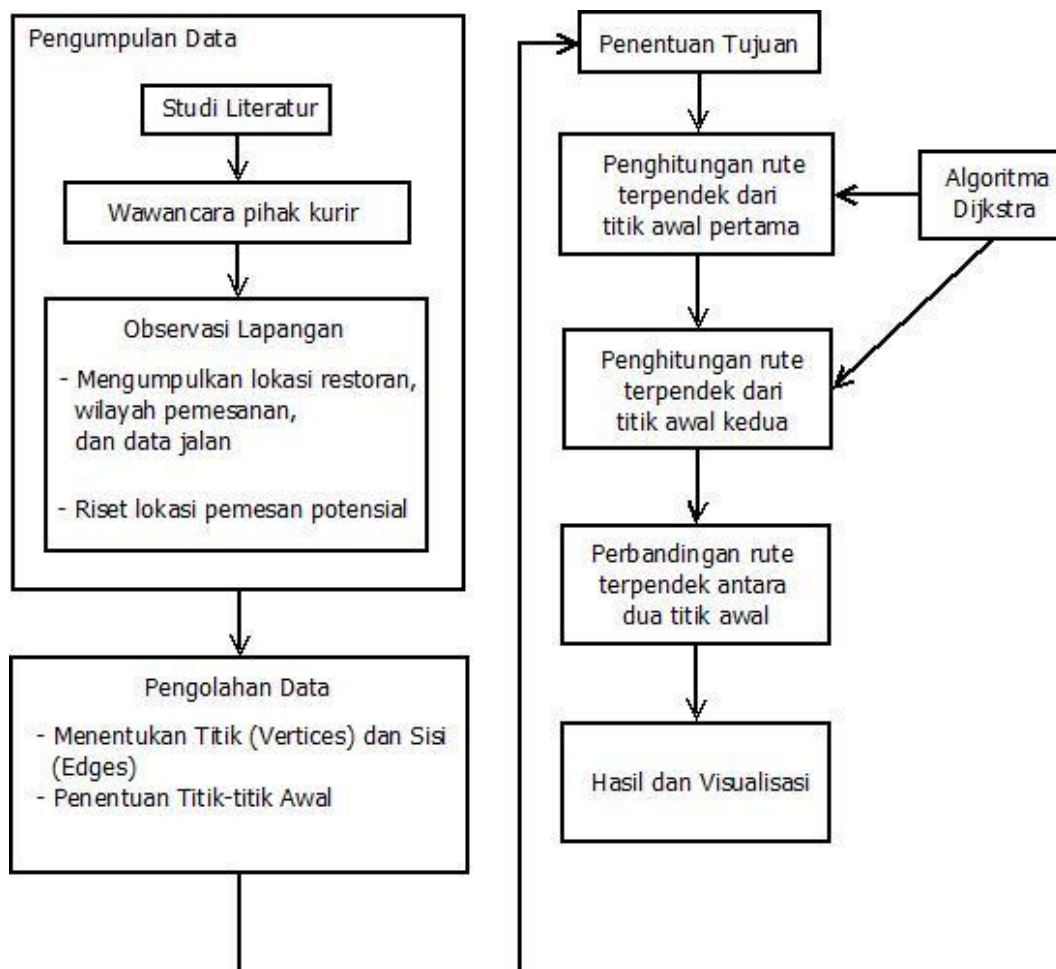 Pengumpulan Data
Studi Literatur
Wawancara pihak kurir
Observasi Lapangan
- Mengumpulkan lokasi restoran,
wilayah pemesanan,
dan data jalan
- Riset lokasi pemesan potensial
Pengolahan Data
- Menentukan Titik (Vertices) dan Sisi
(Edges)
- Penentuan Titik-titik Awal
Penentuan Tujuan
Penghitungan rute
terpendek dari
titik awal pertama
Algoritma
Dijkstra
Penghitungan rute
terpendek dari
titik awal kedua
Perbandingan rute
terpendek antara
dua titik awal
Hasil dan Visualisasi